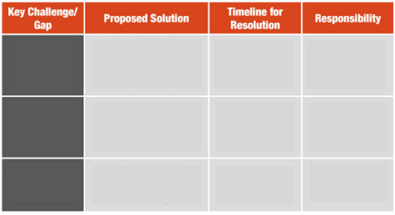 Key Challenge/
Gap
Proposed Solution
Timeline for
Resolution
Responsibility